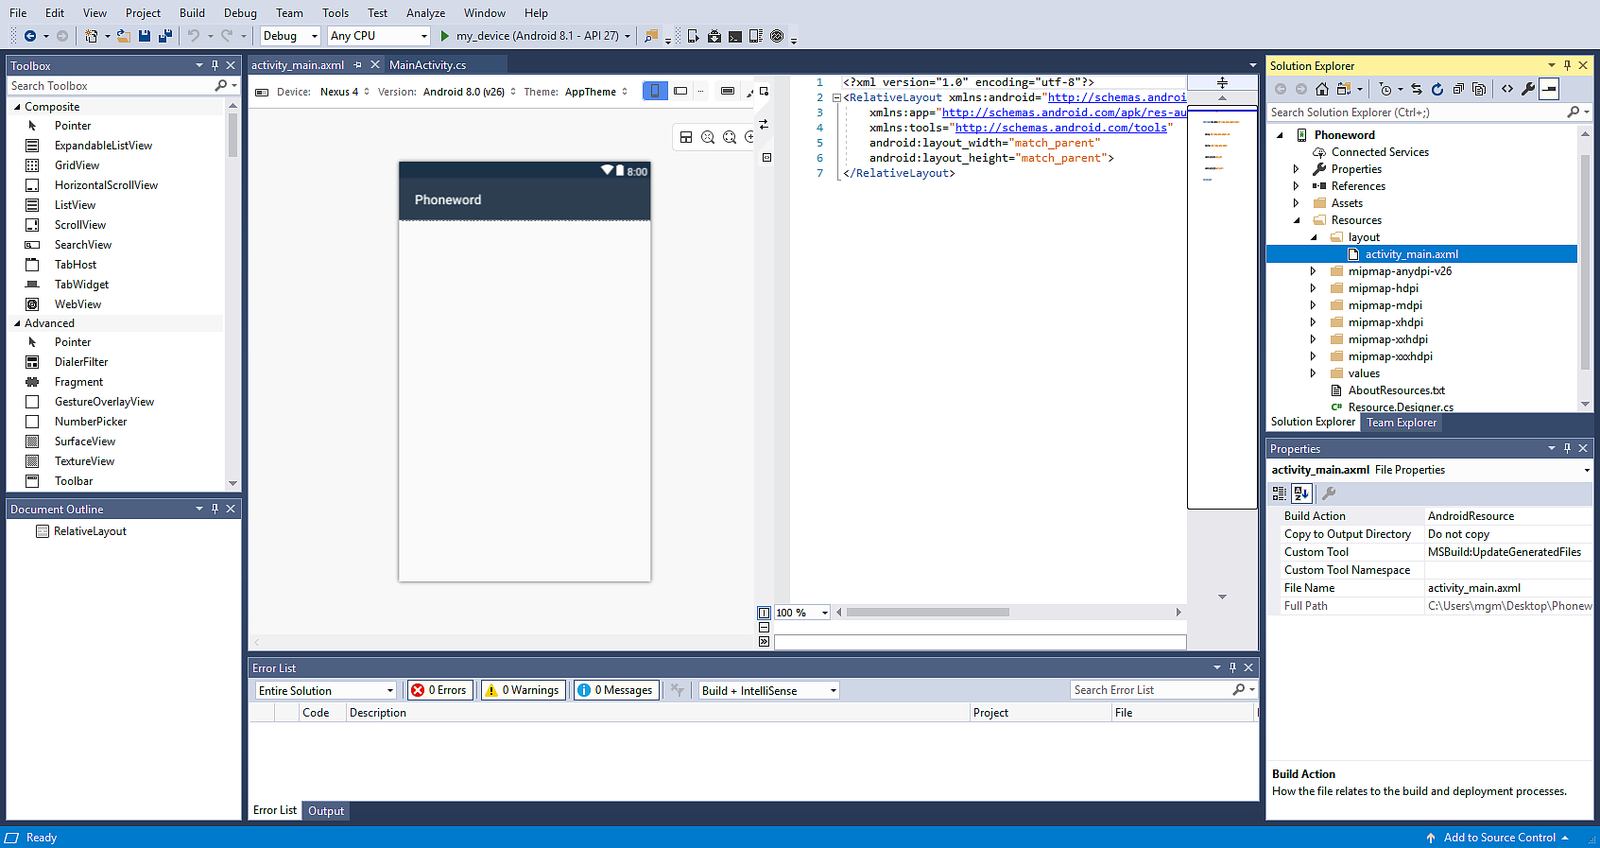 File Edit View Project Build Debug Team Tools Test Analyze Window Help
Debug Any CPU my_device (Android 8.1 - API 27)
Toolbox
Search Toolbox
Composite
Pointer
ExpandableListView
GridView
HorizontalScrollView
ListView
ScrollView
SearchView
TabHost
TabWidget
WebView
Advanced
Pointer
DialerFilter
Fragment
GestureOverlayView
NumberPicker
SurfaceView
TextureView
Toolbar
Document Outline
RelativeLayout
activity_main.axml MainActivity.cs
Device: Nexus 4 Version: Android 8.0 (v26) Theme: AppTheme
8:00
Phoneword
1 <?xml version="1.0" encoding="utf-8"?>
2 <RelativeLayout xmlns:android="http://schemas.androi
3 xmlns:app="http://schemas.android.com/apk/res-au
4 xmlns:tools="http://schemas.android.com/tools"
5 android:layout_width="match_parent"
6 android:layout_height="match_parent">
7 </RelativeLayout>
100 %
Error List
Entire Solution 0 Errors 0 Warnings 0 Messages Build + IntelliSense Search Error List
Code Description Project File
Error List Output
Solution Explorer
Search Solution Explorer (Ctrl+;)
Phoneword
Connected Services
Properties
References
Assets
Resources
layout
activity_main.axml
mipmap-anydpi-v26
mipmap-hdpi
mipmap-mdpi
mipmap-xhdpi
mipmap-xxhdpi
mipmap-xxxhdpi
values
AboutResources.txt
C# Resource.Designer.cs
Solution Explorer Team Explorer
Properties
activity_main.axml File Properties
Build Action AndroidResource
Copy to Output Directory Do not copy
Custom Tool MSBuild:UpdateGeneratedFiles
Custom Tool Namespace
File Name activity_main.axml
Full Path C:\Users\mgm\Desktop\Phonew
Build Action
How the file relates to the build and deployment processes.
Ready Add to Source Control